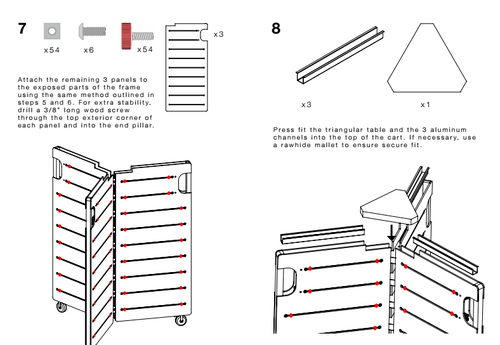 7
x54
x6
x54
x3
Attach the remaining 3 panels to
the exposed parts of the frame
using the same method outlined in
steps 5 and 6. For extra stability,
drill a 3/8" long wood screw
through the top exterior corner of
each panel and into the end pillar.
8
x3
x1
Press fit the triangular table and the 3 aluminum
channels into the top of the cart. If necessary, use
a rawhide mallet to ensure secure fit.